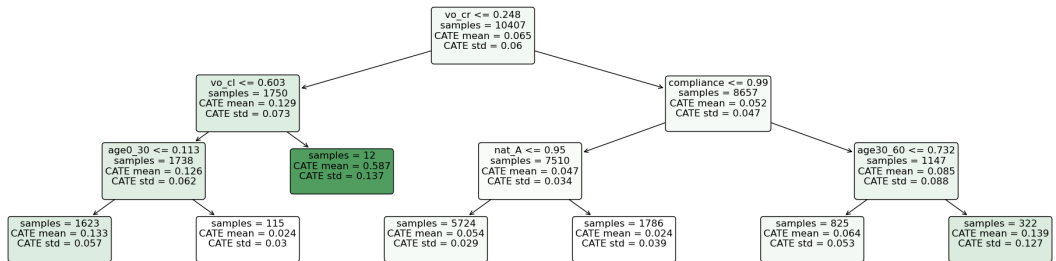 vo_cr <= 0.248
samples = 10407
CATE mean = 0.065
CATE std = 0.06
vo_cl <= 0.603
samples = 1750
CATE mean = 0.129
CATE std = 0.073
compliance <= 0.99
samples = 8657
CATE mean = 0.052
CATE std = 0.047
age0_30 <= 0.113
samples = 1738
CATE mean = 0.126
CATE std = 0.062
samples = 12
CATE mean = 0.587
CATE std = 0.137
nat_A <= 0.95
samples = 7510
CATE mean = 0.047
CATE std = 0.034
age30_60 <= 0.732
samples = 1147
CATE mean = 0.085
CATE std = 0.088
samples = 1623
CATE mean = 0.133
CATE std = 0.057
samples = 115
CATE mean = 0.024
CATE std = 0.03
samples = 5724
CATE mean = 0.054
CATE std = 0.029
samples = 1786
CATE mean = 0.024
CATE std = 0.039
samples = 825
CATE mean = 0.064
CATE std = 0.053
samples = 322
CATE mean = 0.139
CATE std = 0.127